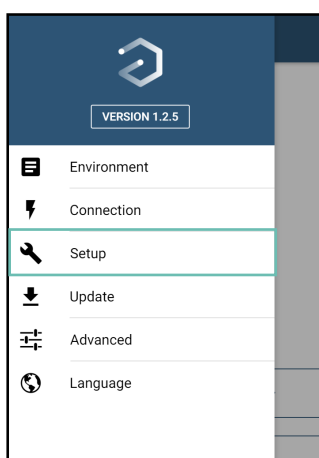 VERSION 1.2.5
Environment
Connection
Setup
Update
Advanced
Language